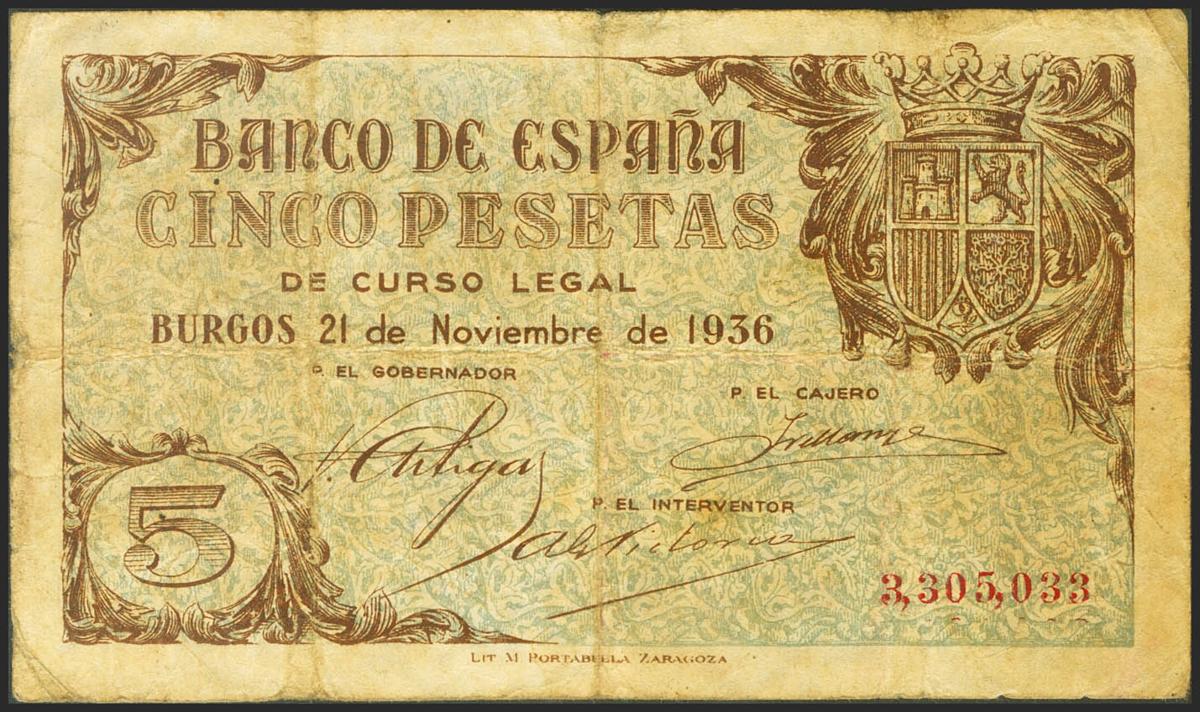 BANCO DE ESPAÑA
CINCO PESETAS
DE CURSO LEGAL
BURGOS 21 de Noviembre de 1936
P. EL GOBERNADOR
P. EL CAJERO
P. EL INTERVENTOR
5
3,305,033
LIT M PORTABELLA ZARAGOZA